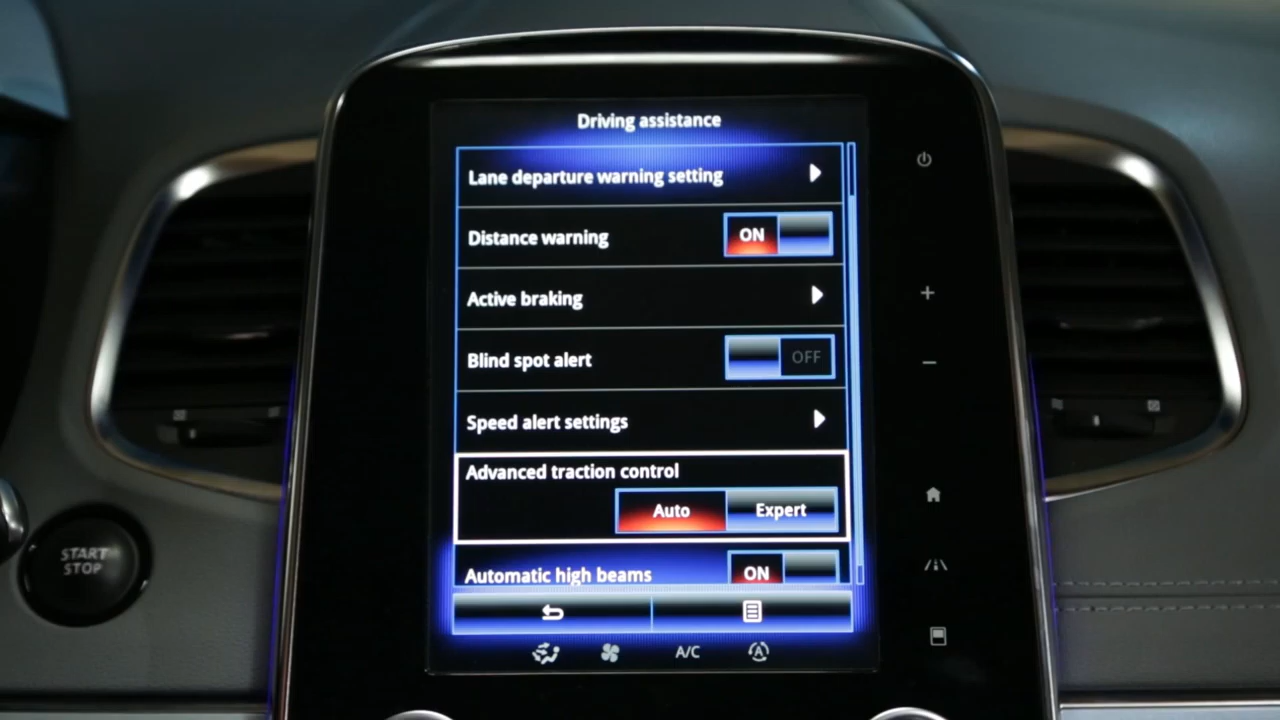 Driving assistance
Lane departure warning setting
Distance warning ON
Active braking
Blind spot alert OFF
Speed alert settings
Advanced traction control
Auto Expert
Automatic high beams ON
A/C
START
STOP